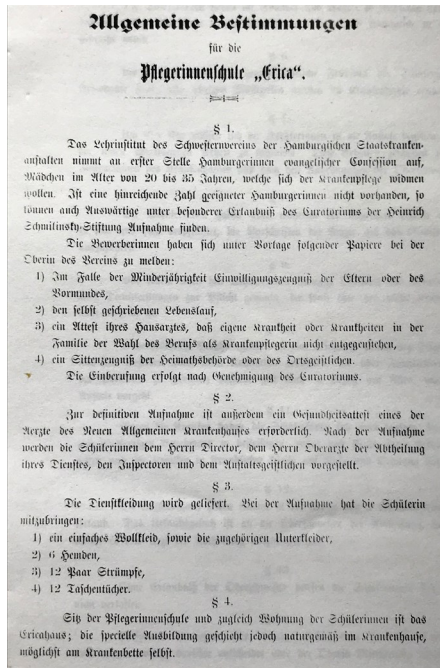 Allgemeine Bestimmungen
für die
Pflegerinnenschule „Erica“.
§ 1.
Das Lehrinstitut des Schwesternvereins der Hamburgischen Staatskranken-
anstalten nimmt an erster Stelle Hamburgerinnen evangelischer Confession auf,
Mädchen im Alter von 20 bis 35 Jahren, welche sich der Krankenpflege widmen
wollen. Ist eine hinreichende Zahl geeigneter Hamburgerinnen nicht vorhanden, so
können auch Auswärtige unter besonderer Erlaubniß des Curatoriums der Heinrich
Schmilinsky-Stiftung Aufnahme finden.
Die Bewerberinnen haben sich unter Vorlage folgender Papiere bei der
Oberin des Vereins zu melden:
1) Im Falle der Minderjährigkeit Einwilligungszeugniß der Eltern oder des
Vormundes,
2) den selbst geschriebenen Lebenslauf,
3) ein Attest ihres Hausarztes, daß eigene Krankheit oder Krankheiten in der
Familie der Wahl des Berufs als Krankenpflegerin nicht entgegenstehen,
4) ein Sittenzeugniß der Heimathsbehörde oder des Ortsgeistlichen.
Die Einberufung erfolgt nach Genehmigung des Curatoriums.
§ 2.
Zur definitiven Aufnahme ist außerdem ein Gesundheitsattest eines der
Aerzte des Neuen Allgemeinen Krankenhauses erforderlich. Nach der Aufnahme
werden die Schülerinnen dem Herrn Director, dem Herrn Oberarzte der Abtheilung
ihres Dienstes, den Inspectoren und dem Anstaltsgeistlichen vorgestellt.
§ 3.
Die Dienstkleidung wird geliefert. Bei der Aufnahme hat die Schülerin
mitzubringen:
1) ein einfaches Wollkleid, sowie die zugehörigen Unterkleider,
2) 6 Hemden,
3) 12 Paar Strümpfe,
4) 12 Taschentücher.
§ 4.
Sitz der Pflegerinnenschule und zugleich Wohnung der Schülerinnen ist das
Ericahaus; die specielle Ausbildung geschieht jedoch naturgemäß im Krankenhause,
möglichst am Krankenbette selbst.